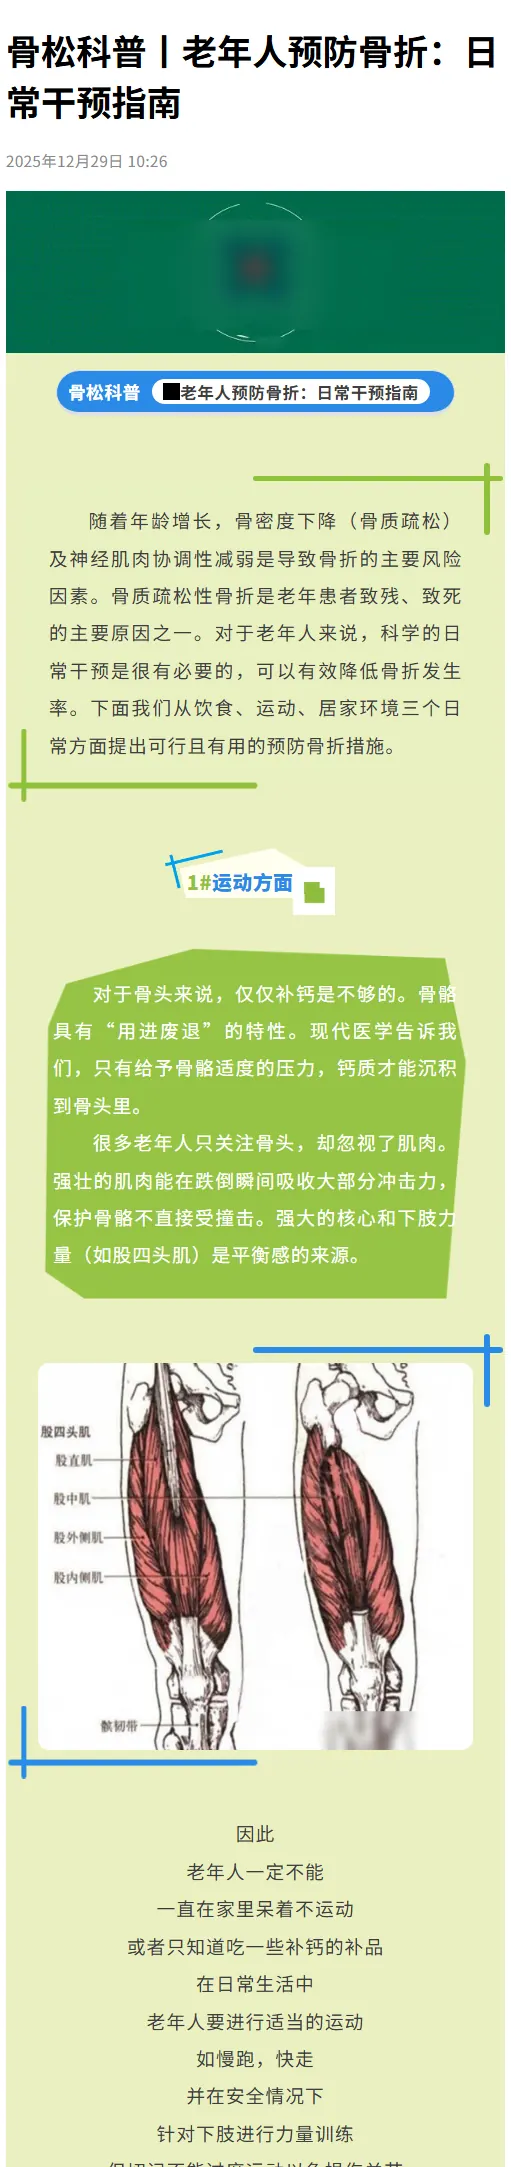 骨松科普丨老年人预防骨折：日
常干预指南
2025年12月29日 10:26
骨松科普 老年人预防骨折：日常干预指南
随着年龄增长，骨密度下降（骨质疏松）
及神经肌肉协调性减弱是导致骨折的主要风险
因素。骨质疏松性骨折是老年患者致残、致死
的主要原因之一。对于老年人来说，科学的日
常干预是很有必要的，可以有效降低骨折发生
率。下面我们从饮食、运动、居家环境三个日
常方面提出可行且有用的预防骨折措施。
1#运动方面
对于骨头来说，仅仅补钙是不够的。骨骼
具有“用进废退”的特性。现代医学告诉我
们，只有给予骨骼适度的压力，钙质才能沉积
到骨头里。
很多老年人只关注骨头，却忽视了肌肉。
强壮的肌肉能在跌倒瞬间吸收大部分冲击力，
保护骨骼不直接受撞击。强大的核心和下肢力
量（如股四头肌）是平衡感的来源。
股四头肌
股直肌
股中肌
股外侧肌
股内侧肌
髌韧带
因此
老年人一定不能
一直在家里呆着不运动
或者只知道吃一些补钙的补品
在日常生活中
老年人要进行适当的运动
如慢跑，快走
并在安全情况下
针对下肢进行力量训练